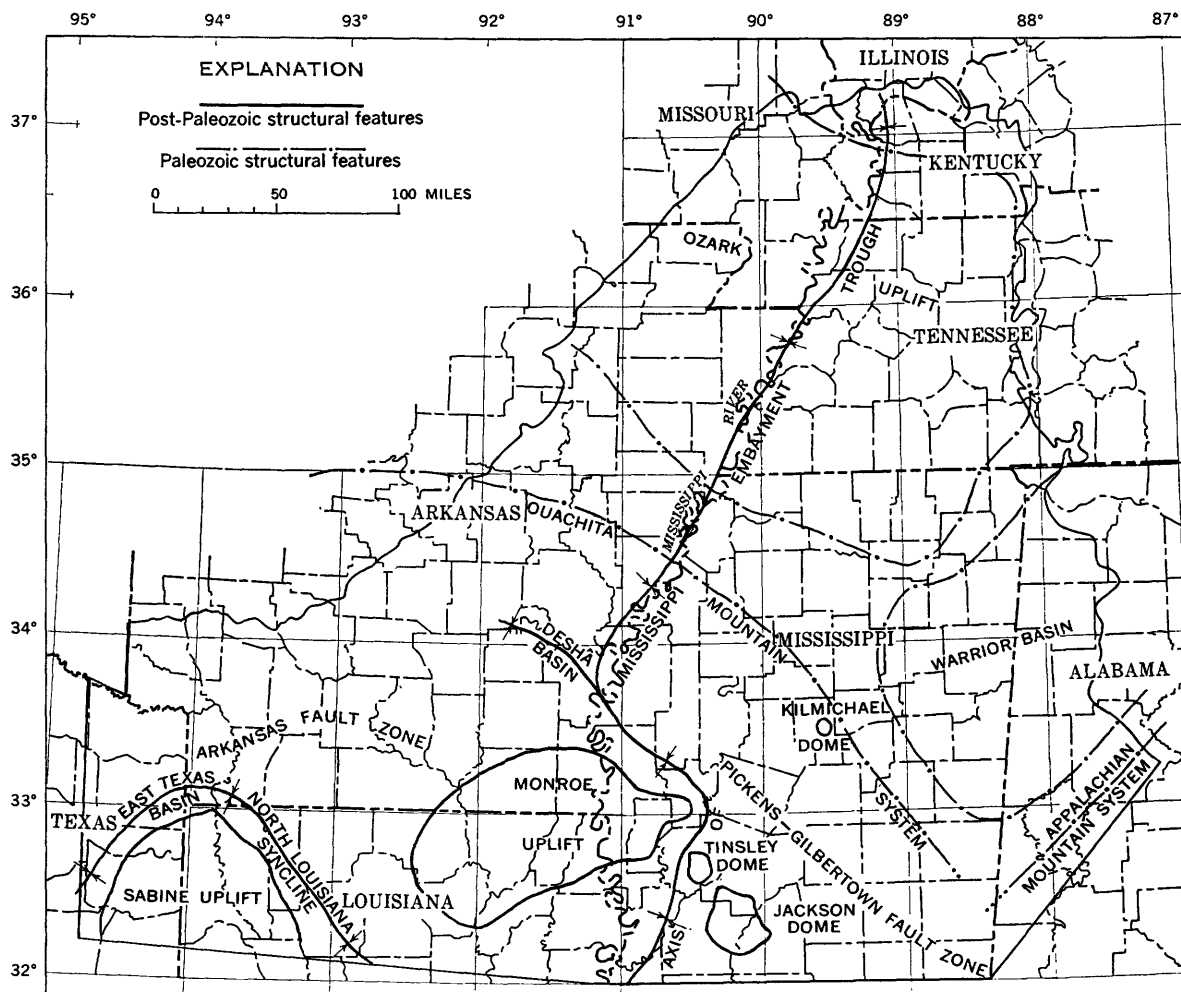 95° 94° 93° 92° 91° 90° 89° 88° 87°
EXPLANATION
Post-Paleozoic structural features
Paleozoic structural features
0 50 100 MILES
37°
36°
35°
34°
33°
32°
ILLINOIS
MISSOURI
KENTUCKY
OZARK
UPLIFT
TENNESSEE
MISSISSIPPI RIVER
MISSISSIPPI EMBAYMENT TROUGH
ARKANSAS
OUACHITA MOUNTAIN SYSTEM
DESHA
BASIN
MISSISSIPPI
WARRIOR BASIN
ALABAMA
KILMICHAEL
DOME
ARKANSAS FAULT ZONE
EAST TEXAS
BASIN
TEXAS
NORTH LOUISIANA
SYNCLINE
SABINE UPLIFT
LOUISIANA
MONROE
UPLIFT
PICKENS-GILBERTOWN FAULT ZONE
TINSLEY
DOME
JACKSON
DOME
AXIS
APPALACHIAN
MOUNTAIN SYSTEM